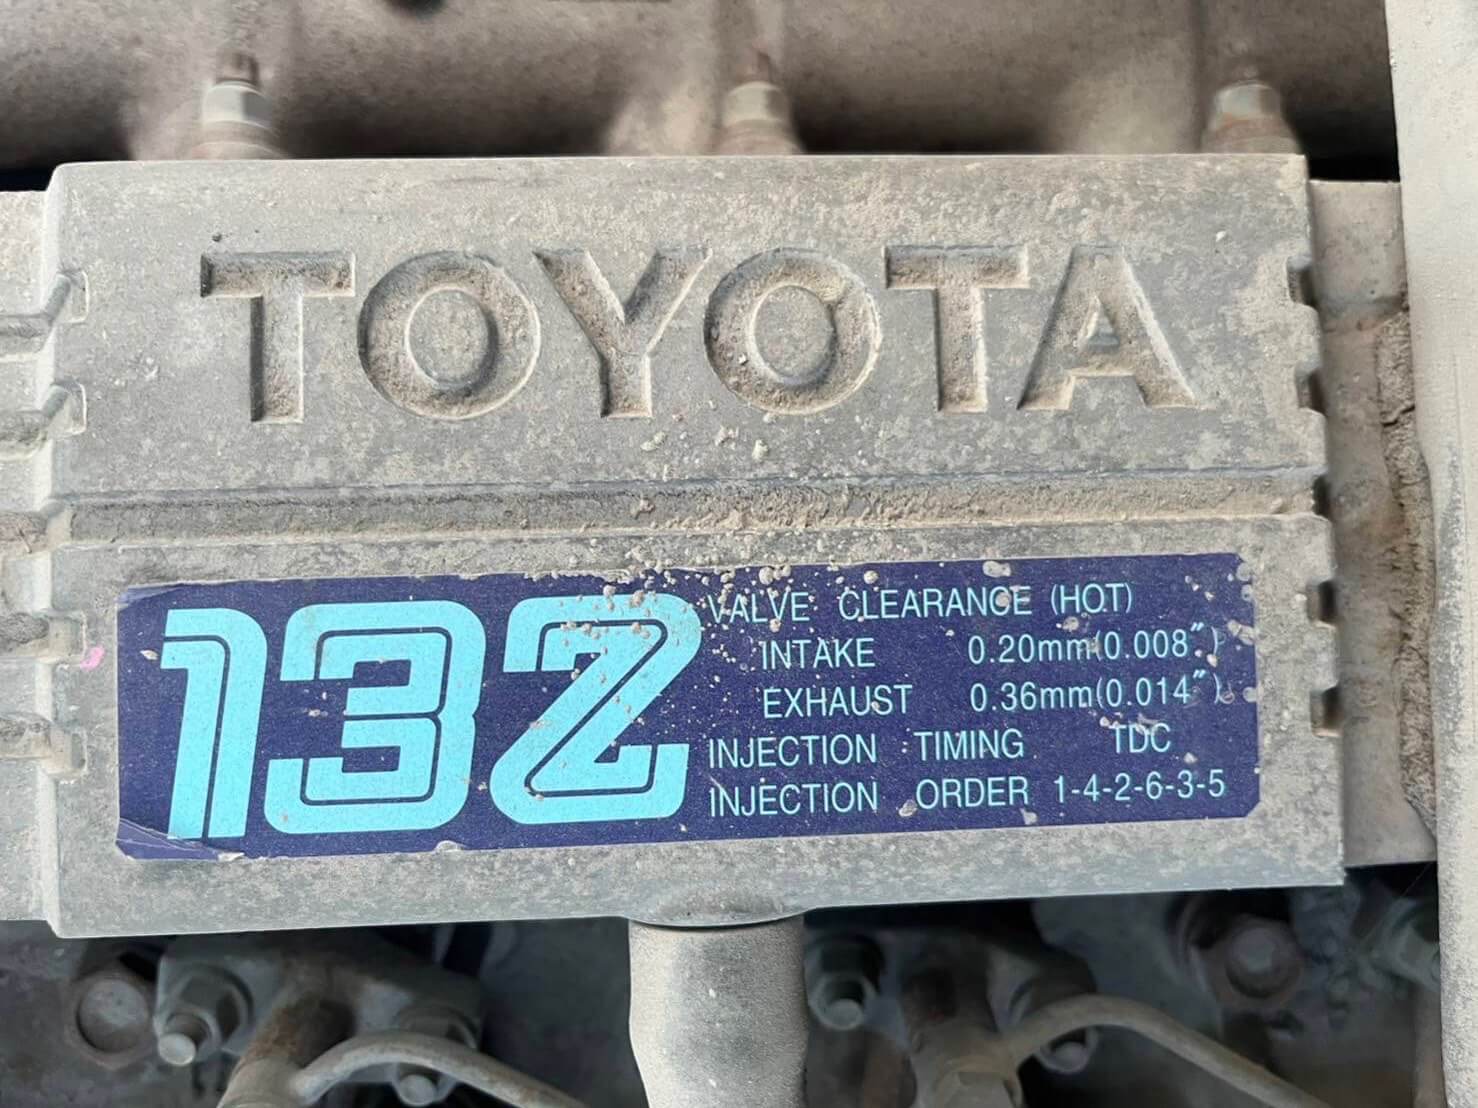 TOYOTA
13Z
VALVE CLEARANCE (HOT)
INTAKE 0.20mm(0.008″)
EXHAUST 0.36mm(0.014″)
INJECTION TIMING TDC
INJECTION ORDER 1-4-2-6-3-5